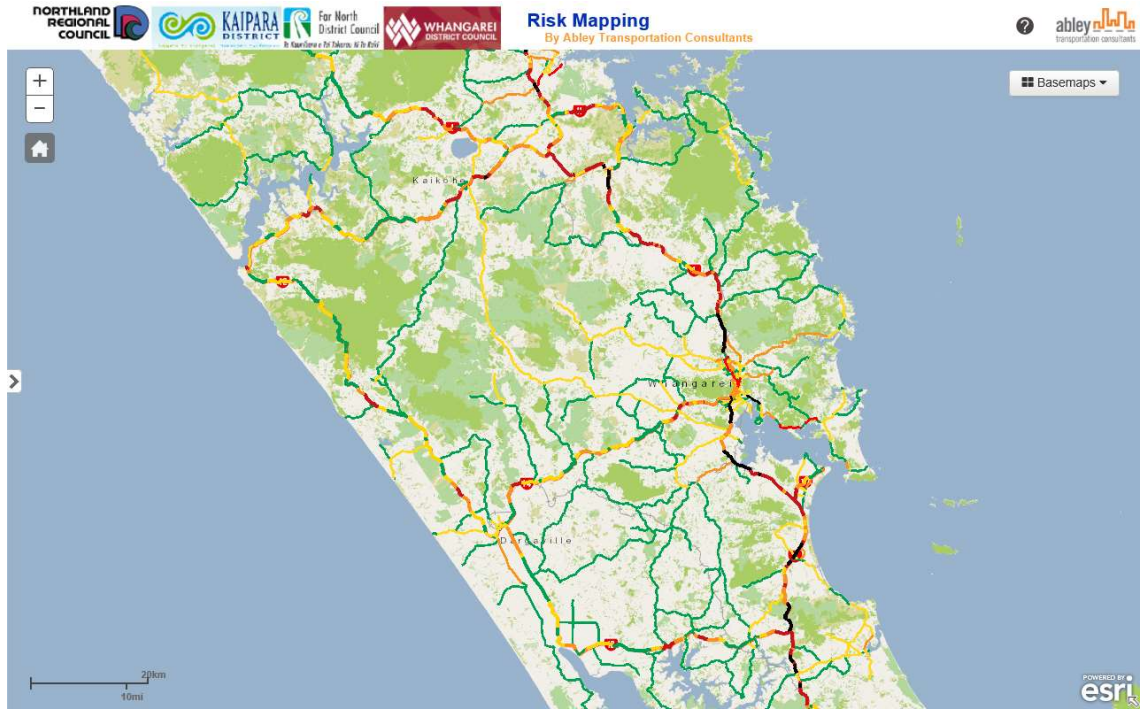 NORTHLAND
REGIONAL
COUNCIL
KAIPARA
DISTRICT
Far North
District Council
WHANGAREI
DISTRICT COUNCIL
Risk Mapping
By Abley Transportation Consultants
?
abley
transportation consultants
+
−
Basemaps
Kaikohe
Whangarei
Dargaville
20km
10mi
POWERED BY
esri